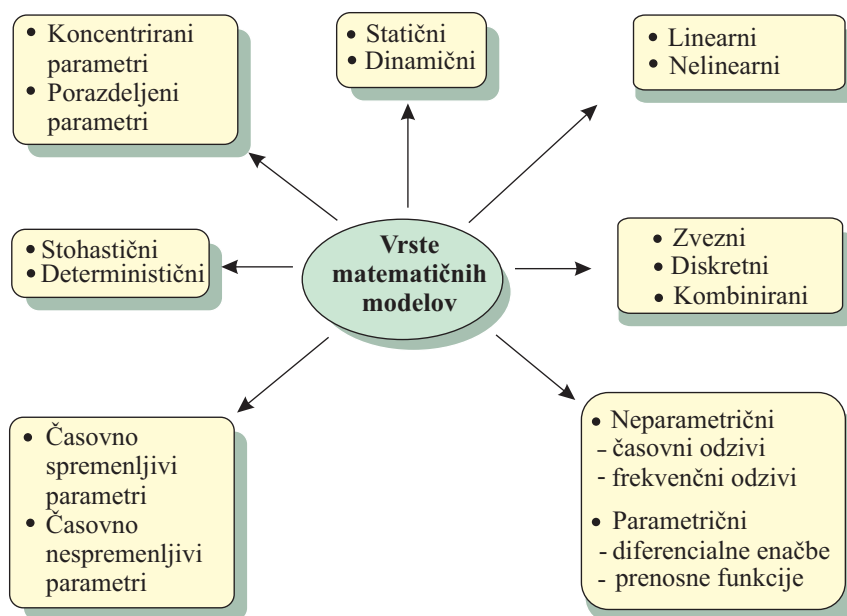 • Koncentrirani
parametri
• Porazdeljeni
parametri
• Statični
• Dinamični
• Linearni
• Nelinearni
• Stohastični
• Deterministični
Vrste
matematičnih
modelov
• Zvezni
• Diskretni
• Kombinirani
• Časovno
spremenljivi
parametri
• Časovno
nespremenljivi
parametri
• Neparametrični
- časovni odzivi
- frekvenčni odzivi
• Parametrični
- diferencialne enačbe
- prenosne funkcije